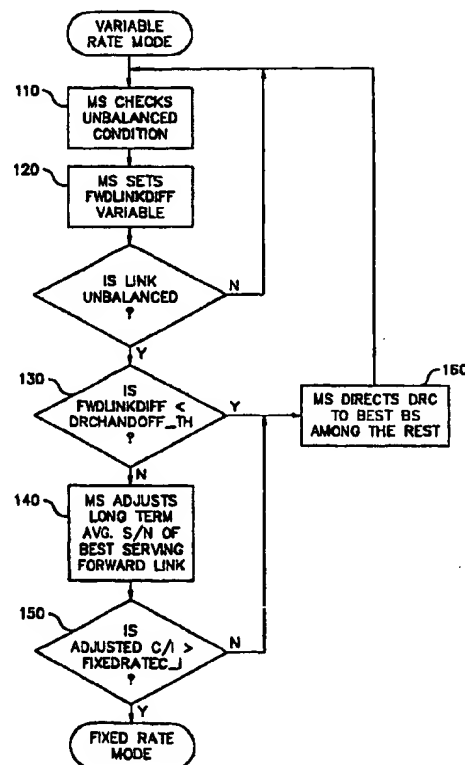 VARIABLE
RATE MODE
110
MS CHECKS
UNBALANCED
CONDITION
120
MS SETS
FWDLINKDIFF
VARIABLE
IS LINK
UNBALANCED
?
N
Y
130
IS
FWDLINKDIFF <
DRCHANDOFF_TH
?
Y
N
160
MS DIRECTS DRC
TO BEST BS
AMONG THE REST
140
MS ADJUSTS
LONG TERM
AVG. S/N OF
BEST SERVING
FORWARD LINK
150
IS
ADJUSTED C/I >
FIXEDRATEC_I
?
N
Y
FIXED RATE
MODE